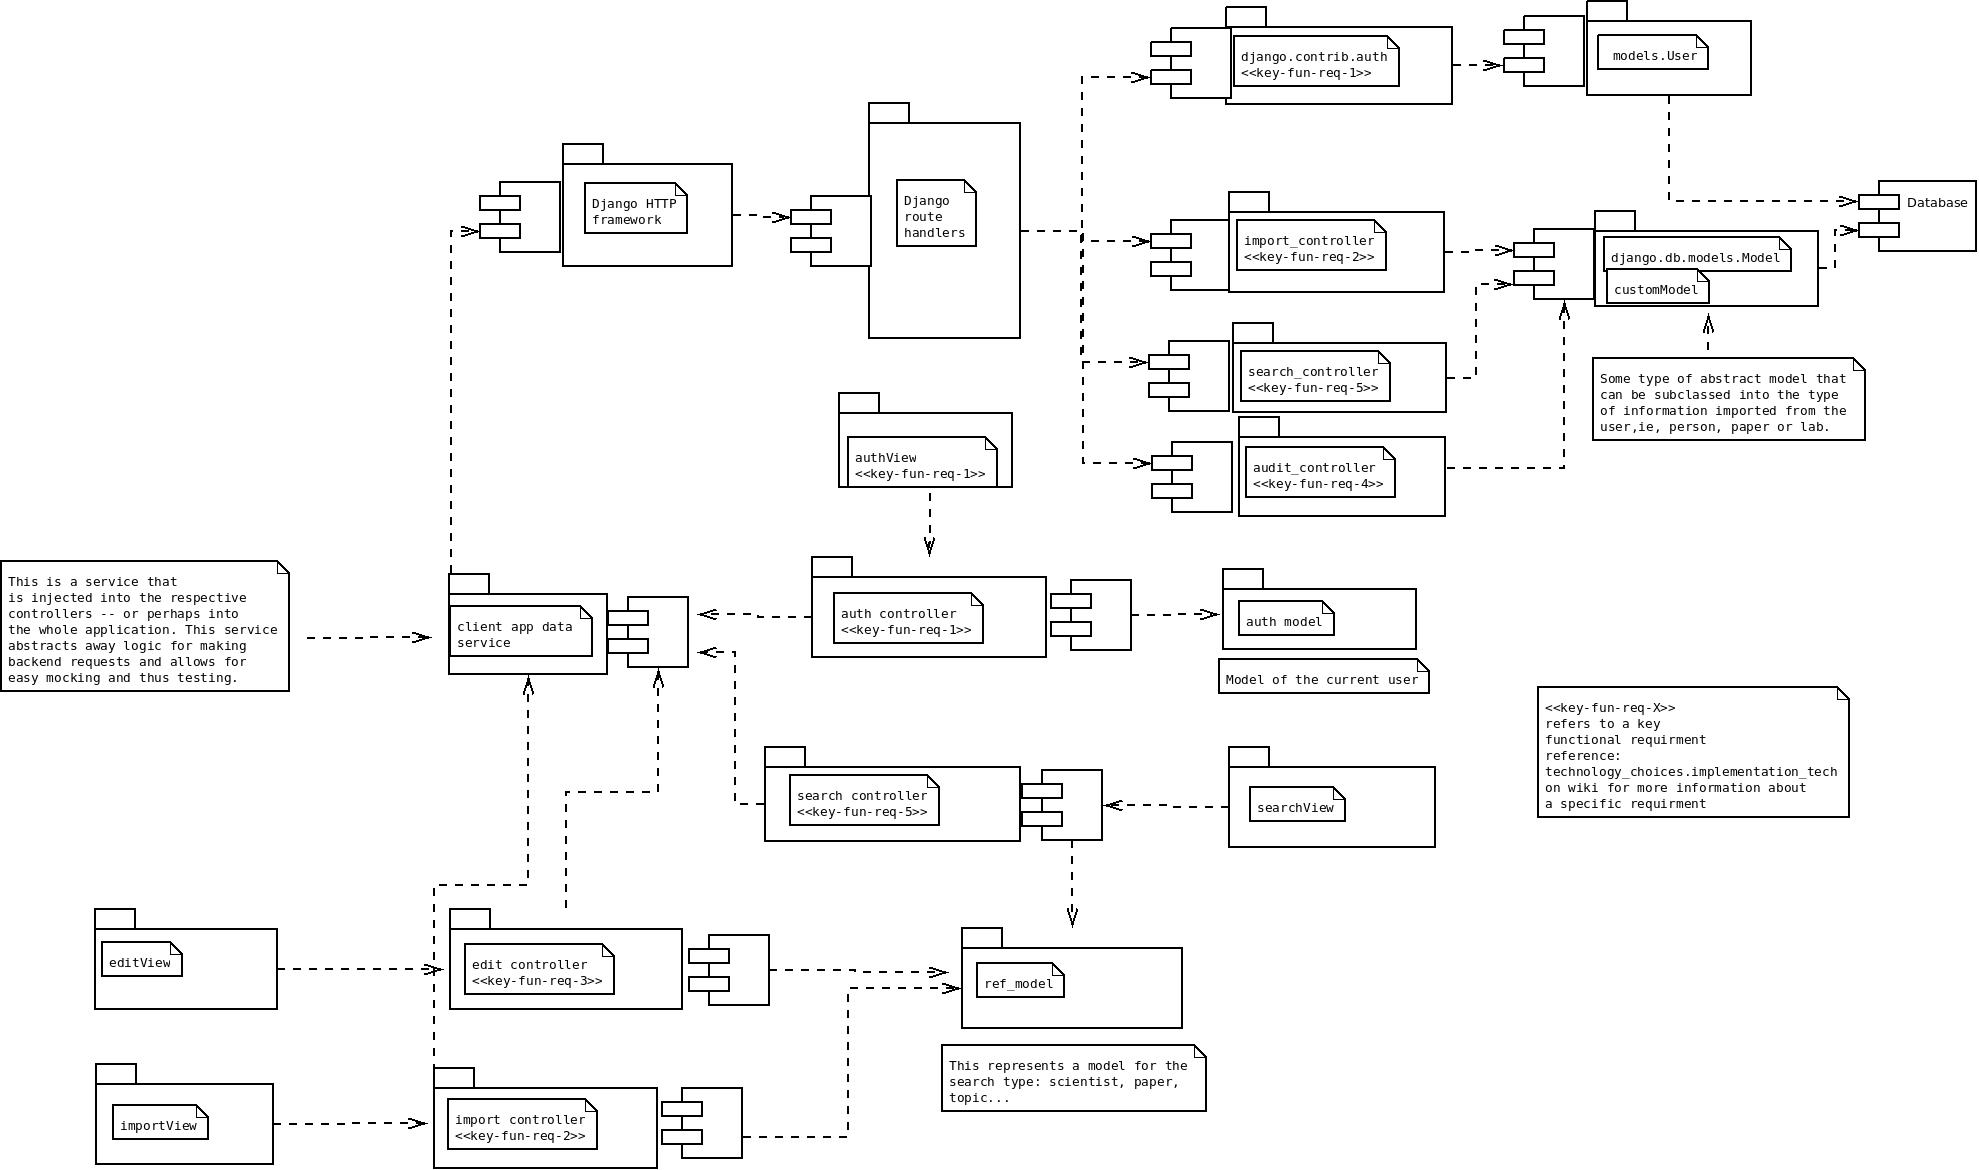 django.contrib.auth
<<key-fun-req-1>>
models.User
Django HTTP
framework
Django
route
handlers
Database
import_controller
<<key-fun-req-2>>
django.db.models.Model
customModel
search_controller
<<key-fun-req-5>>
Some type of abstract model that
can be subclassed into the type
of information imported from the
user,ie, person, paper or lab.
authView
<<key-fun-req-1>>
audit_controller
<<key-fun-req-4>>
This is a service that
is injected into the respective
controllers -- or perhaps into
the whole application. This service
abstracts away logic for making
backend requests and allows for
easy mocking and thus testing.
client app data
service
auth controller
<<key-fun-req-1>>
auth model
Model of the current user
<<key-fun-req-X>>
refers to a key
functional requirment
reference:
technology_choices.implementation_tech
on wiki for more information about
a specific requirment
search controller
<<key-fun-req-5>>
searchView
editView
edit controller
<<key-fun-req-3>>
ref_model
This represents a model for the
search type: scientist, paper,
topic...
importView
import controller
<<key-fun-req-2>>